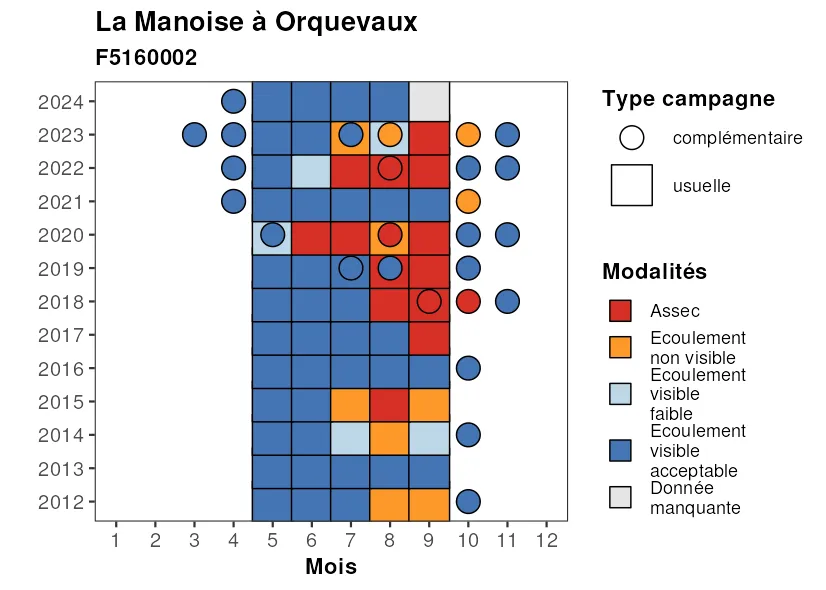 La Manoise à Orquevaux
F5160002
2024
2023
2022
2021
2020
2019
2018
2017
2016
2015
2014
2013
2012
1 2 3 4 5 6 7 8 9 10 11 12
Mois
Type campagne
complémentaire
usuelle
Modalités
Assec
Ecoulement
non visible
Ecoulement
visible
faible
Ecoulement
visible
acceptable
Donnée
manquante